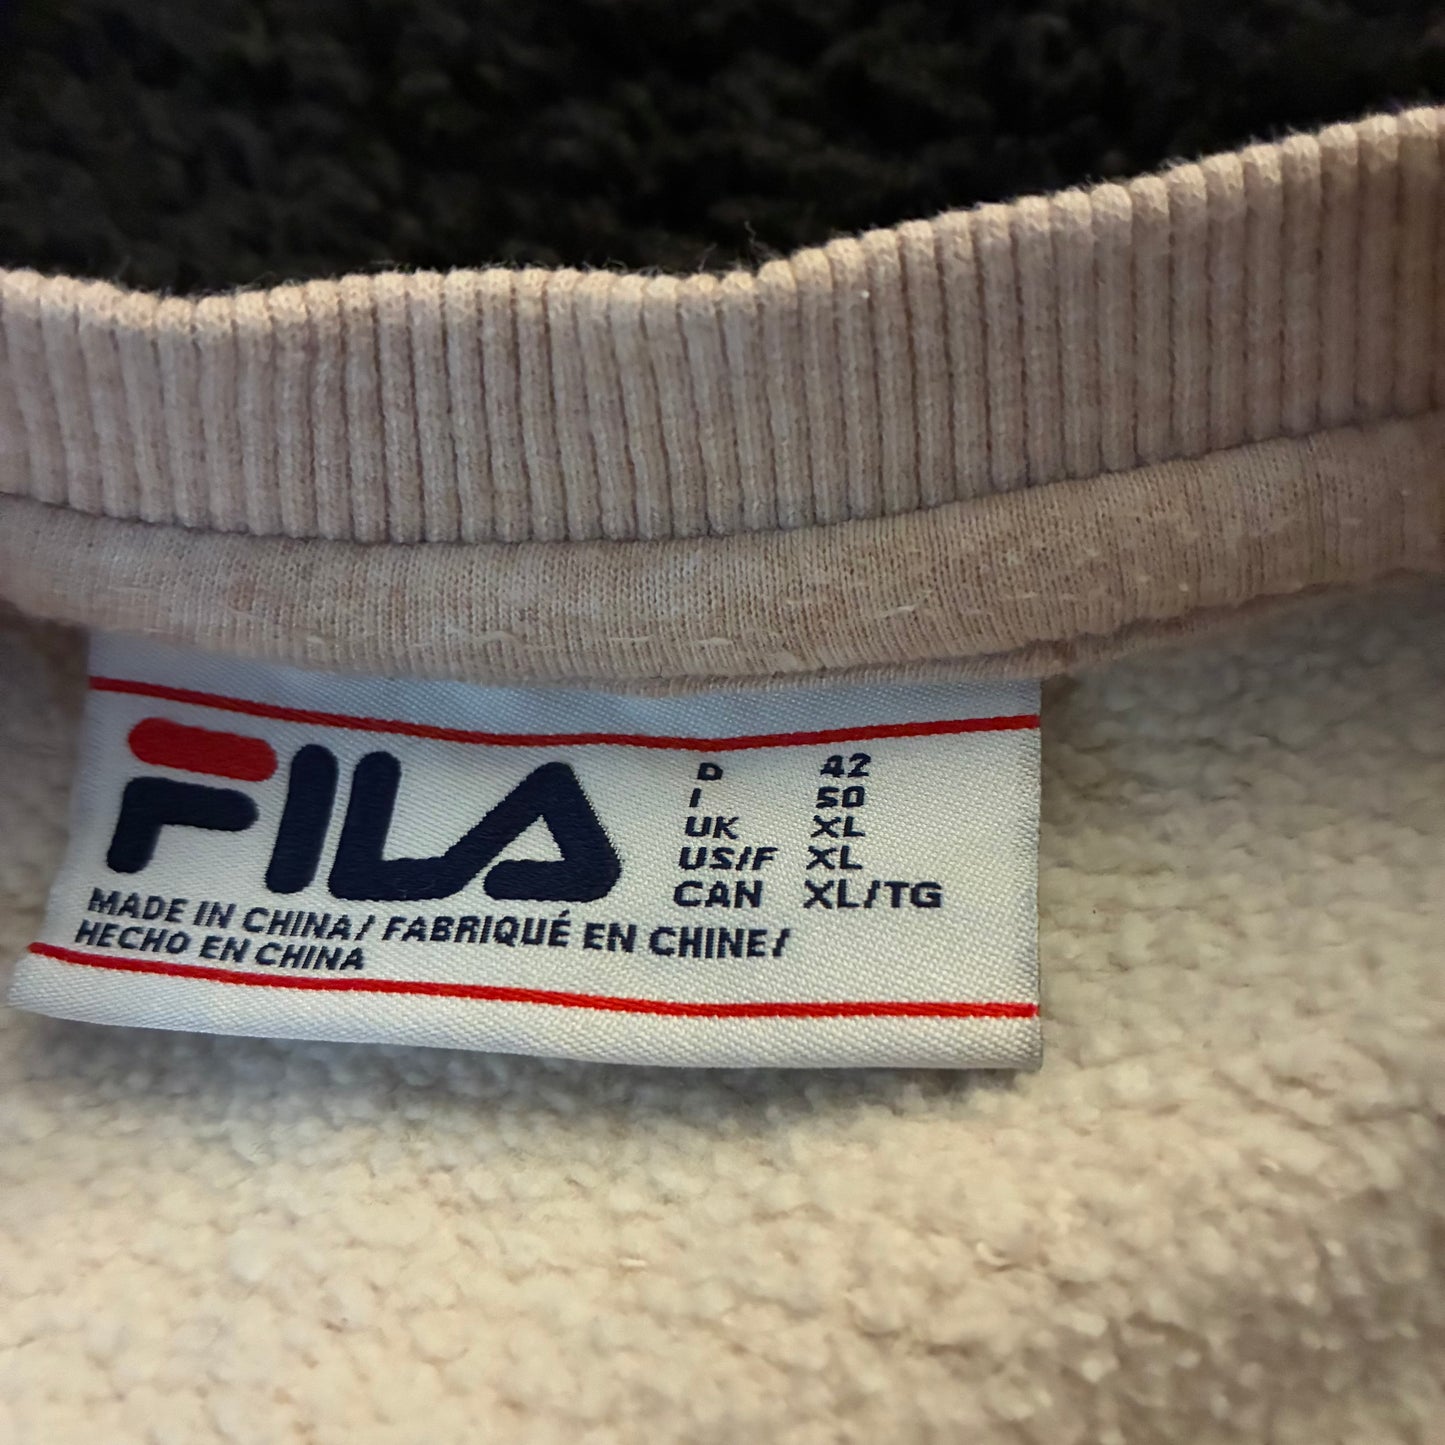 FILA
D 42
I 50
UK XL
US/F XL
CAN XL/TG
MADE IN CHINA/ FABRIQUÉ EN CHINE/
HECHO EN CHINA